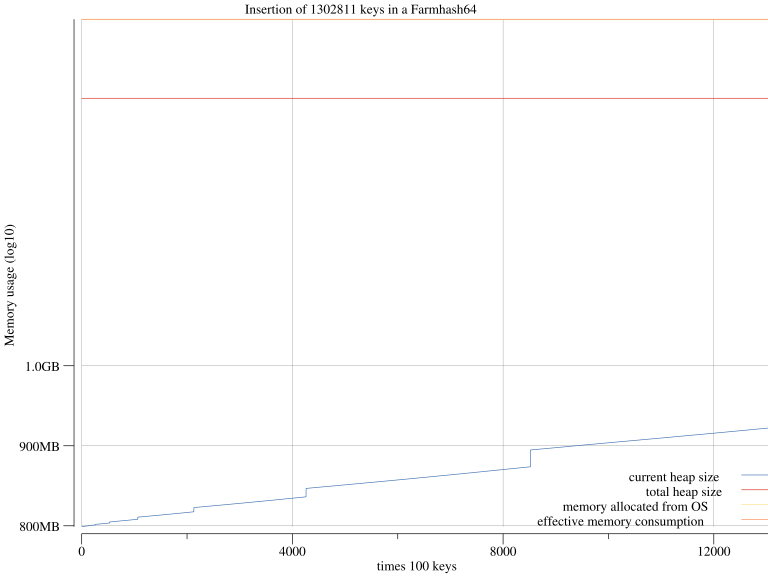 Insertion of 1302811 keys in a Farmhash64
Memory usage (log10)
1.0GB
900MB
800MB
current heap size
total heap size
memory allocated from OS
effective memory consumption
0 4000 8000 12000
times 100 keys